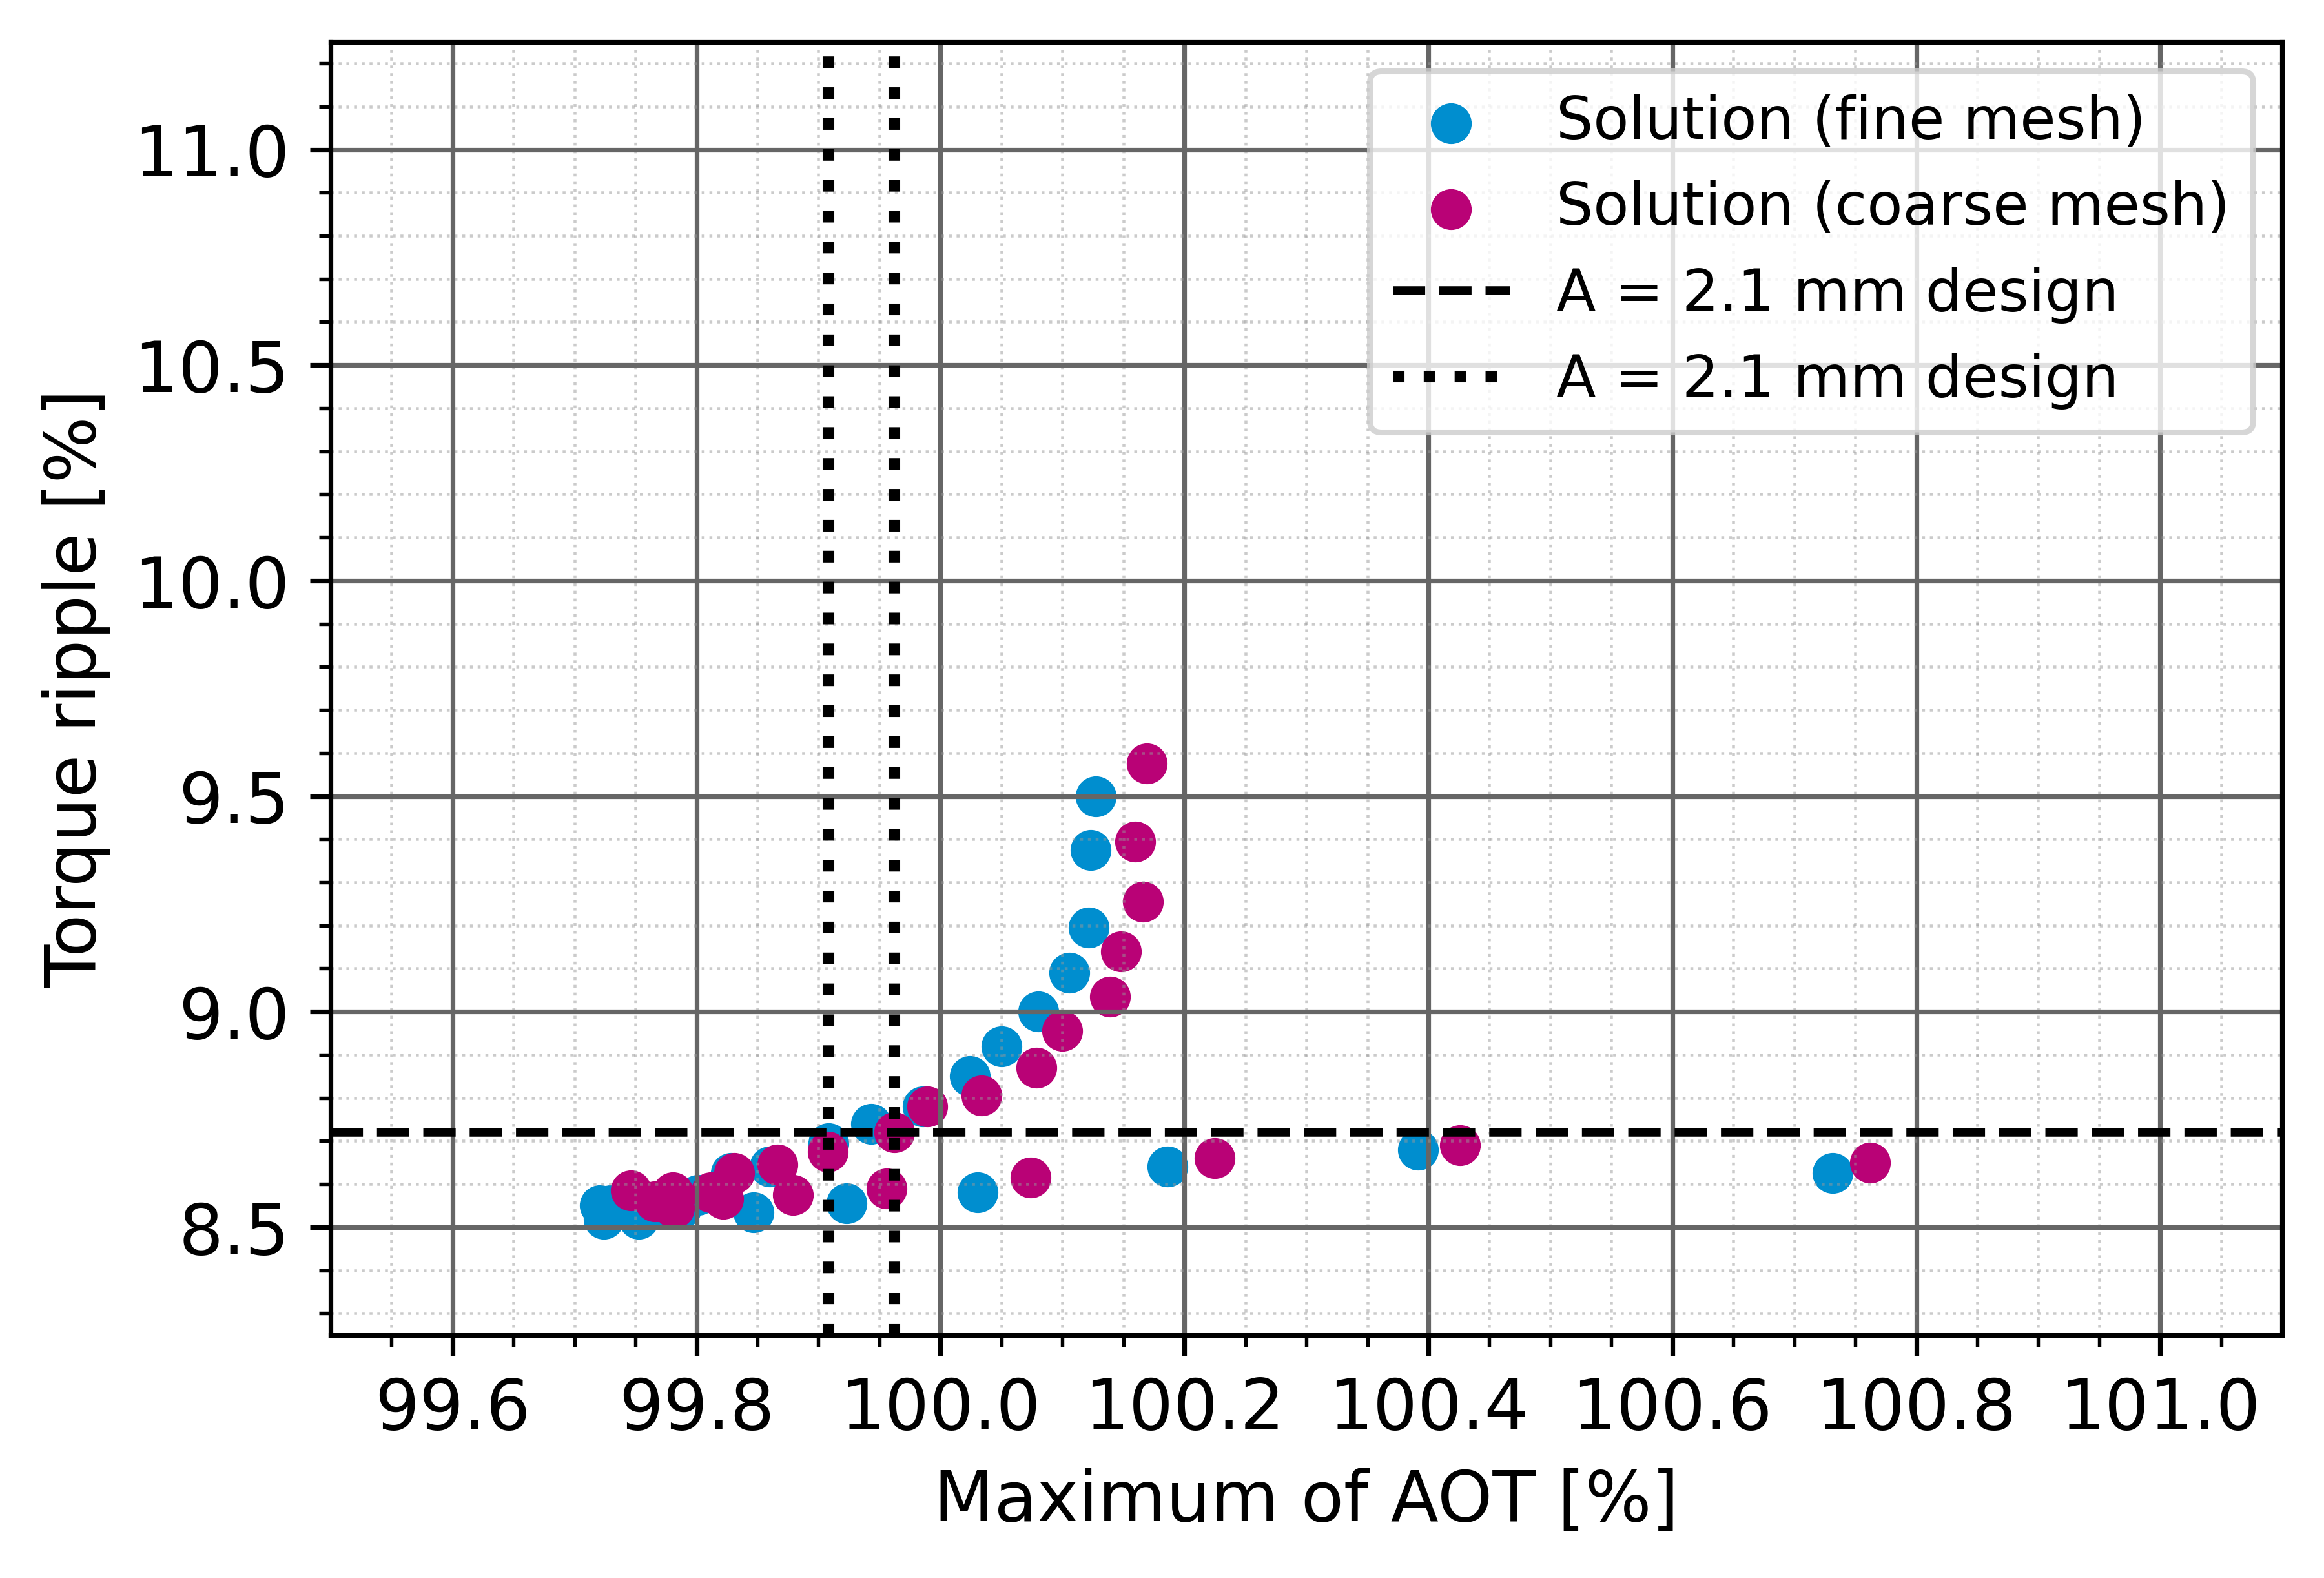 Solution (fine mesh)
Solution (coarse mesh)
A = 2.1 mm design
A = 2.1 mm design
11.0
10.5
10.0
9.5
9.0
8.5
Torque ripple [%]
99.6 99.8 100.0 100.2 100.4 100.6 100.8 101.0
Maximum of AOT [%]